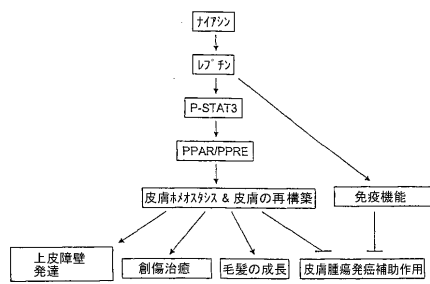 ナイアシン
レプチン
P-STAT3
PPAR/PPRE
皮膚ホメオスタシス & 皮膚の再構築
免疫機能
上皮障壁
発達
創傷治癒
毛髪の成長
皮膚腫瘍発癌補助作用